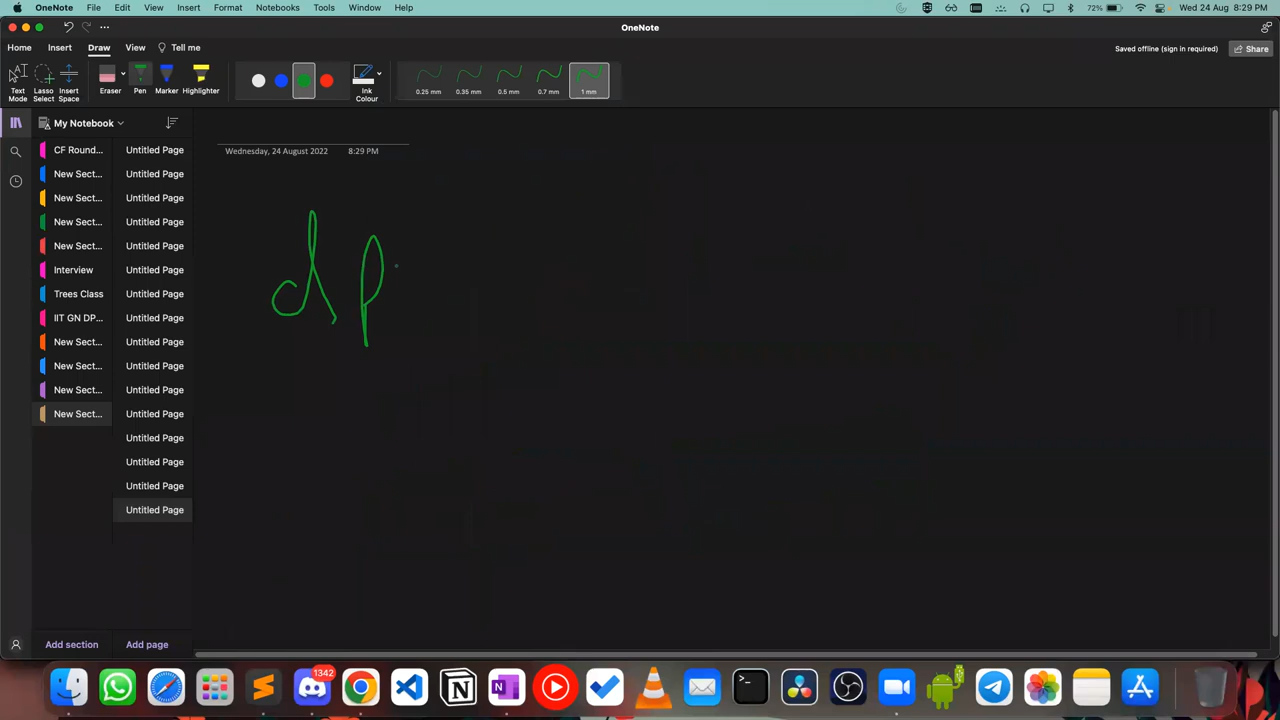 OneNote File Edit View Insert Format Notebooks Tools Window Help 72% Wed 24 Aug 8:29 PM
OneNote
Home Insert Draw View Tell me Saved offline (sign in required) Share
Text Mode Lasso Select Insert Space Eraser Pen Marker Highlighter Ink Colour 0.25 mm 0.35 mm 0.5 mm 0.7 mm 1 mm
My Notebook
Wednesday, 24 August 2022 8:29 PM
CF Round... Untitled Page
New Sect... Untitled Page
New Sect... Untitled Page
New Sect... Untitled Page
New Sect... Untitled Page
Interview Untitled Page
Trees Class Untitled Page
IIT GN DP... Untitled Page
New Sect... Untitled Page
New Sect... Untitled Page
New Sect... Untitled Page
New Sect... Untitled Page
Untitled Page
Untitled Page
Untitled Page
Untitled Page
dp
Add section Add page
1342